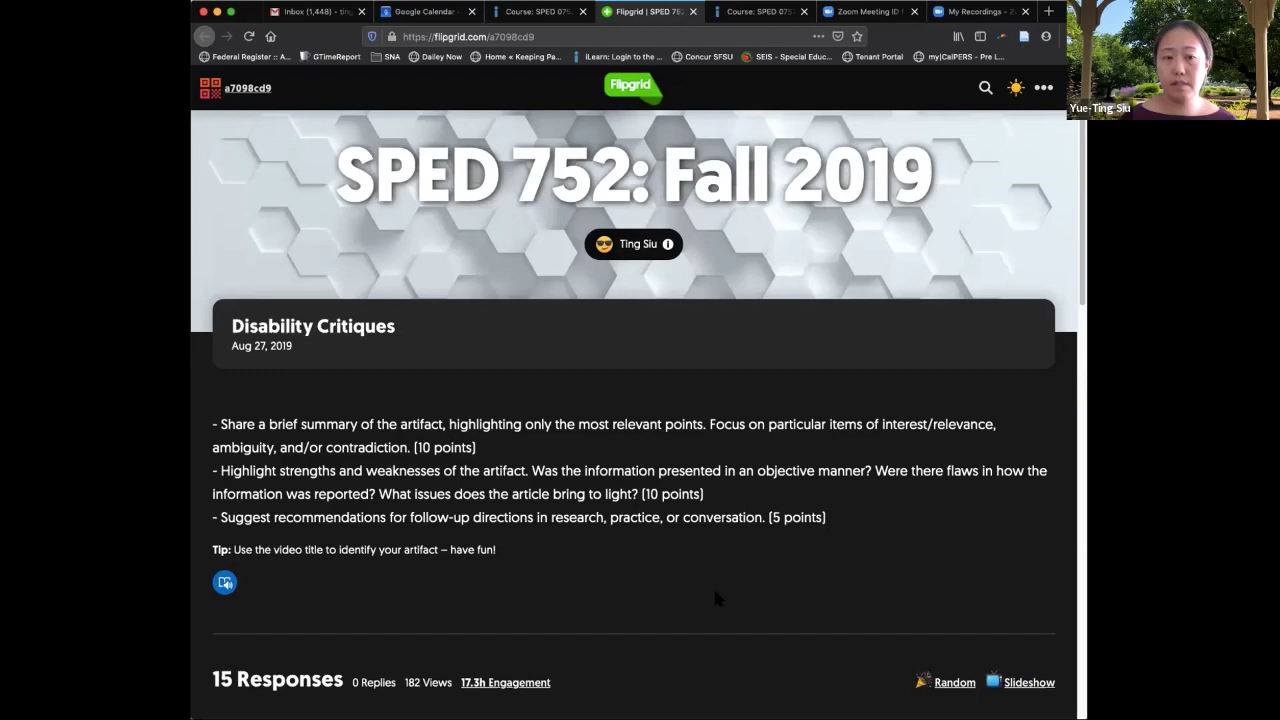 Inbox (1,448) – tin
Google Calendar –
Course: SPED 075
Flipgrid | SPED 752
Course: SPED 075
Zoom Meeting ID f
My Recordings – Z
https://flipgrid.com/a7098cd9
Federal Register :: A...
GTimeReport
SNA
Dailey Now
Home « Keeping Pa...
iLearn: Login to the ...
Concur SFSU
SEIS - Special Educ...
Tenant Portal
my|CalPERS - Pre L...
a7098cd9
Flipgrid
Yue-Ting Siu
SPED 752: Fall 2019
Ting Siu
Disability Critiques
Aug 27, 2019
- Share a brief summary of the artifact, highlighting only the most relevant points. Focus on particular items of interest/relevance,
ambiguity, and/or contradiction. (10 points)
- Highlight strengths and weaknesses of the artifact. Was the information presented in an objective manner? Were there flaws in how the
information was reported? What issues does the article bring to light? (10 points)
- Suggest recommendations for follow-up directions in research, practice, or conversation. (5 points)
Tip: Use the video title to identify your artifact – have fun!
15 Responses 0 Replies 182 Views 17.3h Engagement
Random
Slideshow